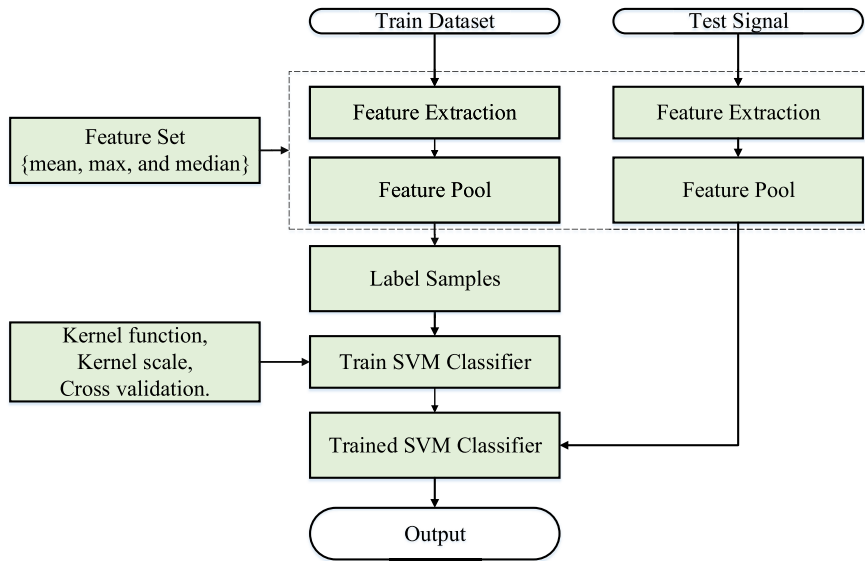 Train Dataset
Test Signal
Feature Extraction
Feature Extraction
Feature Set
{mean, max, and median}
Feature Pool
Feature Pool
Label Samples
Kernel function,
Kernel scale,
Cross validation.
Train SVM Classifier
Trained SVM Classifier
Output